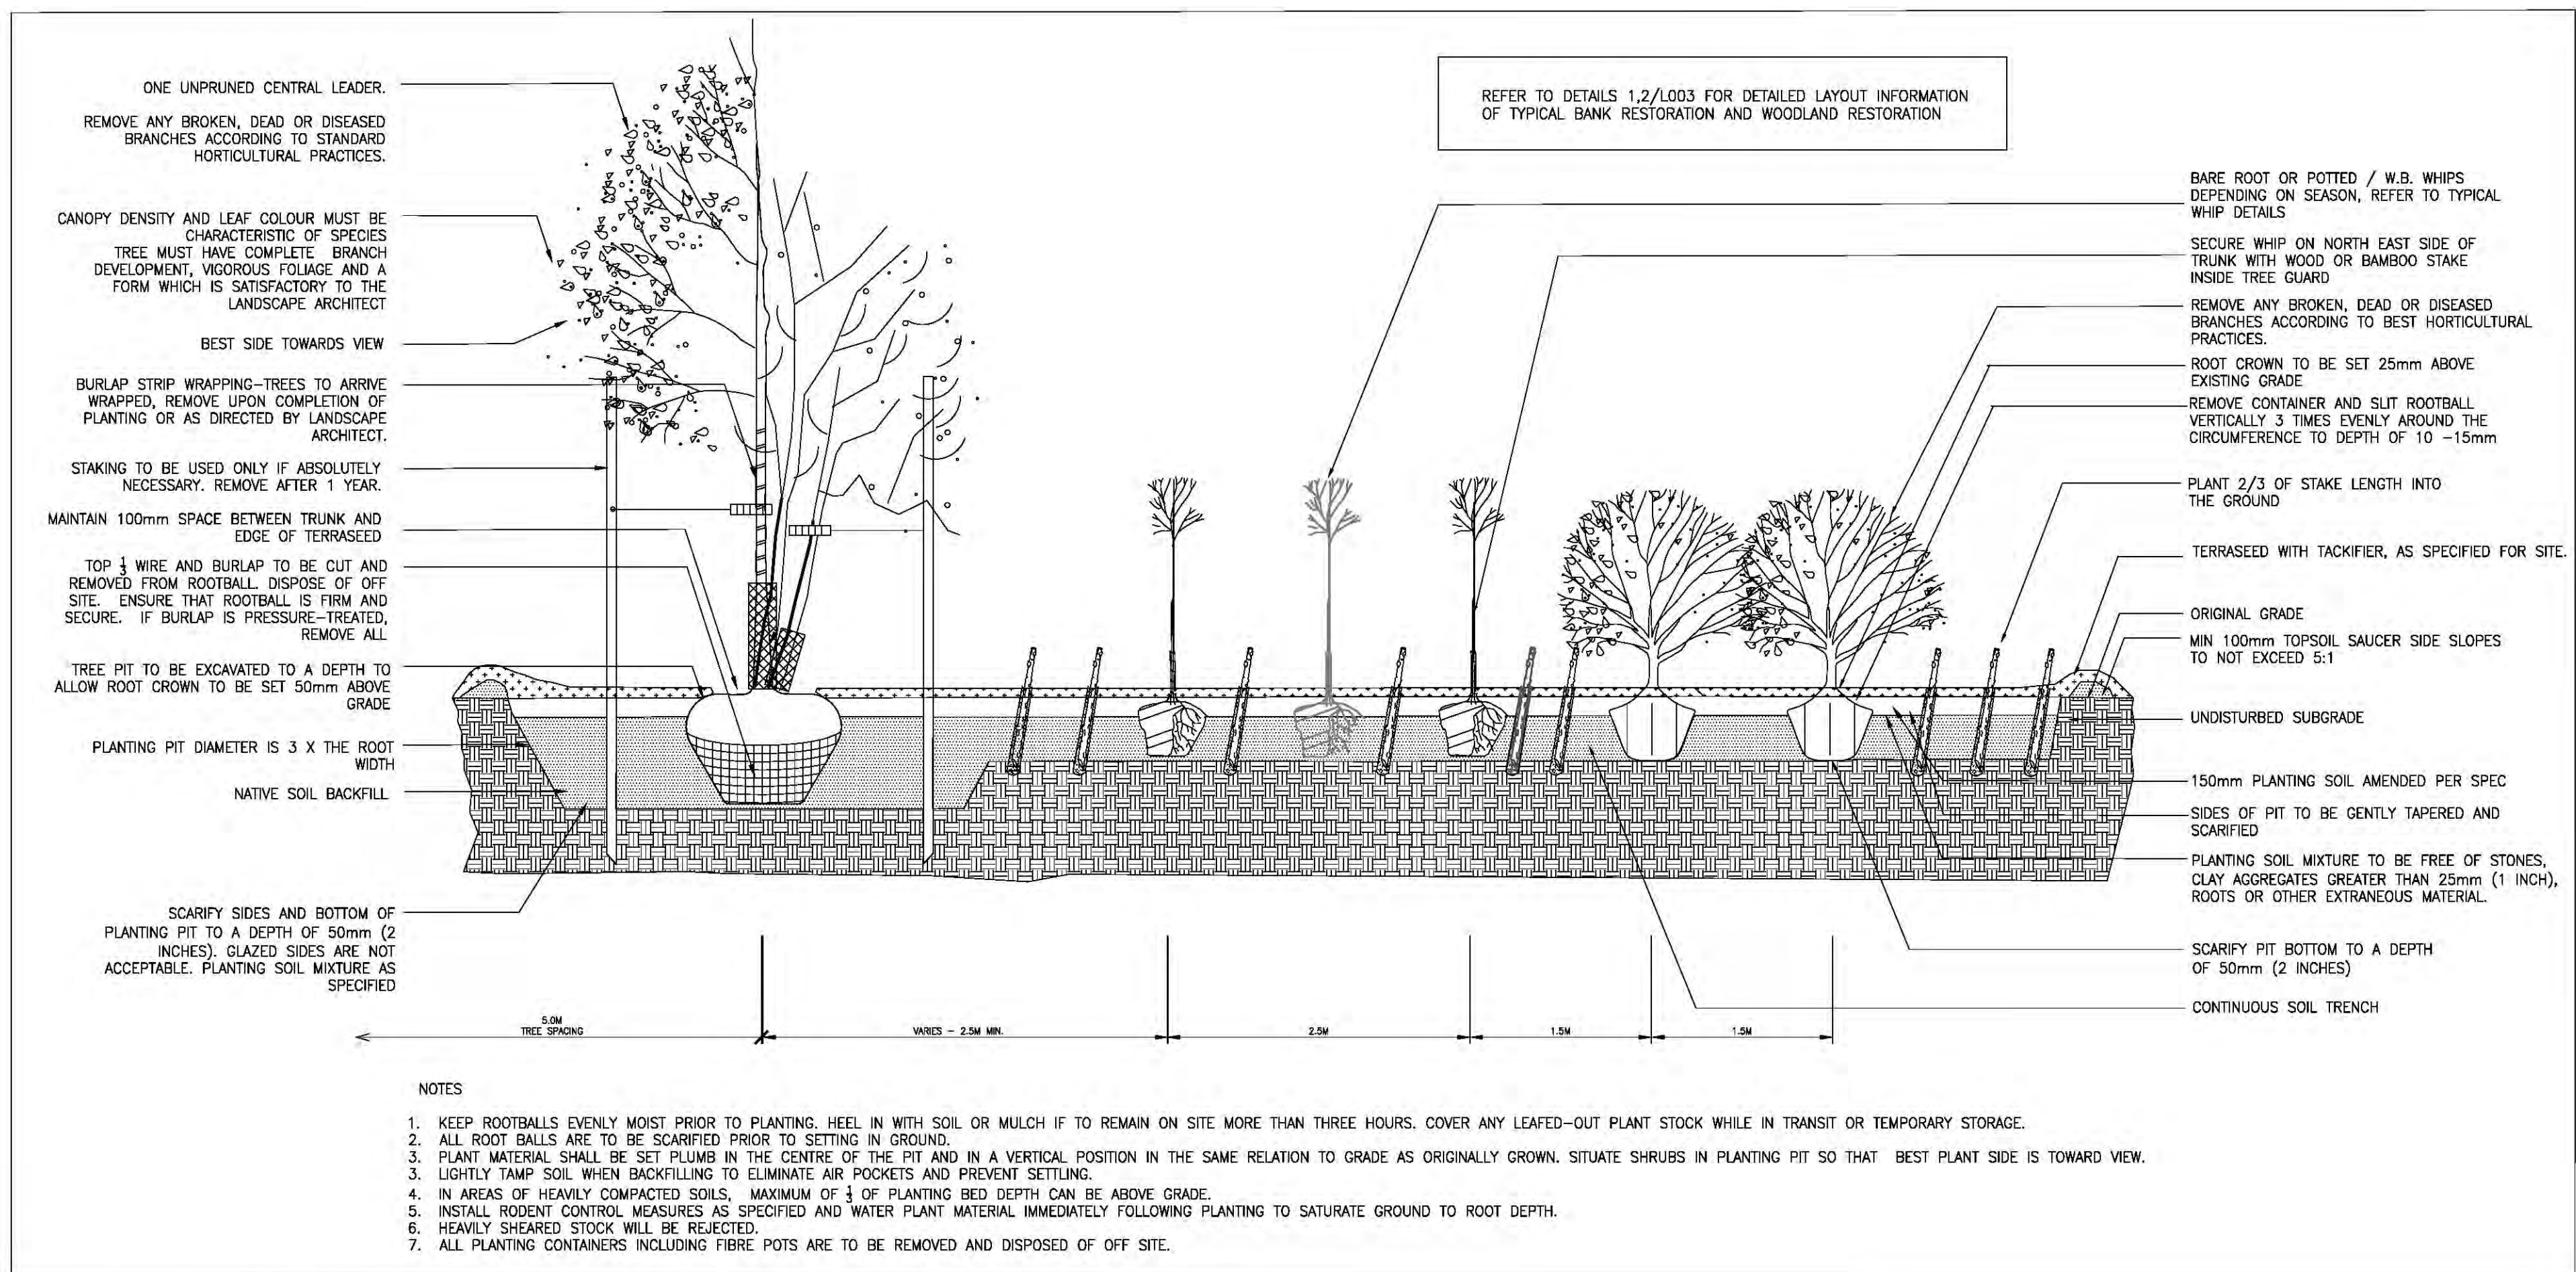 ONE UNPRUNED CENTRAL LEADER.
REMOVE ANY BROKEN, DEAD OR DISEASED
BRANCHES ACCORDING TO STANDARD
HORTICULTURAL PRACTICES.
CANOPY DENSITY AND LEAF COLOUR MUST BE
CHARACTERISTIC OF SPECIES
TREE MUST HAVE COMPLETE BRANCH
DEVELOPMENT, VIGOROUS FOLIAGE AND A
FORM WHICH IS SATISFACTORY TO THE
LANDSCAPE ARCHITECT
BEST SIDE TOWARDS VIEW
BURLAP STRIP WRAPPING-TREES TO ARRIVE
WRAPPED, REMOVE UPON COMPLETION OF
PLANTING OR AS DIRECTED BY LANDSCAPE
ARCHITECT.
STAKING TO BE USED ONLY IF ABSOLUTELY
NECESSARY. REMOVE AFTER 1 YEAR.
MAINTAIN 100mm SPACE BETWEEN TRUNK AND
EDGE OF TERRASEED
TOP 1/3 WIRE AND BURLAP TO BE CUT AND
REMOVED FROM ROOTBALL. DISPOSE OF OFF
SITE. ENSURE THAT ROOTBALL IS FIRM AND
SECURE. IF BURLAP IS PRESSURE-TREATED,
REMOVE ALL
TREE PIT TO BE EXCAVATED TO A DEPTH TO
ALLOW ROOT CROWN TO BE SET 50mm ABOVE
GRADE
PLANTING PIT DIAMETER IS 3 X THE ROOT
WIDTH
NATIVE SOIL BACKFILL
SCARIFY SIDES AND BOTTOM OF
PLANTING PIT TO A DEPTH OF 50mm (2
INCHES). GLAZED SIDES ARE NOT
ACCEPTABLE. PLANTING SOIL MIXTURE AS
SPECIFIED
REFER TO DETAILS 1,2/L003 FOR DETAILED LAYOUT INFORMATION
OF TYPICAL BANK RESTORATION AND WOODLAND RESTORATION
BARE ROOT OR POTTED / W.B. WHIPS
DEPENDING ON SEASON, REFER TO TYPICAL
WHIP DETAILS
SECURE WHIP ON NORTH EAST SIDE OF
TRUNK WITH WOOD OR BAMBOO STAKE
INSIDE TREE GUARD
REMOVE ANY BROKEN, DEAD OR DISEASED
BRANCHES ACCORDING TO BEST HORTICULTURAL
PRACTICES.
ROOT CROWN TO BE SET 25mm ABOVE
EXISTING GRADE
REMOVE CONTAINER AND SLIT ROOTBALL
VERTICALLY 3 TIMES EVENLY AROUND THE
CIRCUMFERENCE TO DEPTH OF 10 -15mm
PLANT 2/3 OF STAKE LENGTH INTO
THE GROUND
TERRASEED WITH TACKIFIER, AS SPECIFIED FOR SITE.
ORIGINAL GRADE
MIN 100mm TOPSOIL SAUCER SIDE SLOPES
TO NOT EXCEED 5:1
UNDISTURBED SUBGRADE
150mm PLANTING SOIL AMENDED PER SPEC
SIDES OF PIT TO BE GENTLY TAPERED AND
SCARIFIED
PLANTING SOIL MIXTURE TO BE FREE OF STONES,
CLAY AGGREGATES GREATER THAN 25mm (1 INCH),
ROOTS OR OTHER EXTRANEOUS MATERIAL.
SCARIFY PIT BOTTOM TO A DEPTH
OF 50mm (2 INCHES)
CONTINUOUS SOIL TRENCH
5.0M
TREE SPACING
VARIES - 2.5M MIN.
2.5M
1.5M
1.5M
NOTES
1. KEEP ROOTBALLS EVENLY MOIST PRIOR TO PLANTING. HEEL IN WITH SOIL OR MULCH IF TO REMAIN ON SITE MORE THAN THREE HOURS. COVER ANY LEAFED-OUT PLANT STOCK WHILE IN TRANSIT OR TEMPORARY STORAGE.
2. ALL ROOT BALLS ARE TO BE SCARIFIED PRIOR TO SETTING IN GROUND.
3. PLANT MATERIAL SHALL BE SET PLUMB IN THE CENTRE OF THE PIT AND IN A VERTICAL POSITION IN THE SAME RELATION TO GRADE AS ORIGINALLY GROWN. SITUATE SHRUBS IN PLANTING PIT SO THAT BEST PLANT SIDE IS TOWARD VIEW.
3. LIGHTLY TAMP SOIL WHEN BACKFILLING TO ELIMINATE AIR POCKETS AND PREVENT SETTLING.
4. IN AREAS OF HEAVILY COMPACTED SOILS, MAXIMUM OF 1/3 OF PLANTING BED DEPTH CAN BE ABOVE GRADE.
5. INSTALL RODENT CONTROL MEASURES AS SPECIFIED AND WATER PLANT MATERIAL IMMEDIATELY FOLLOWING PLANTING TO SATURATE GROUND TO ROOT DEPTH.
6. HEAVILY SHEARED STOCK WILL BE REJECTED.
7. ALL PLANTING CONTAINERS INCLUDING FIBRE POTS ARE TO BE REMOVED AND DISPOSED OF OFF SITE.